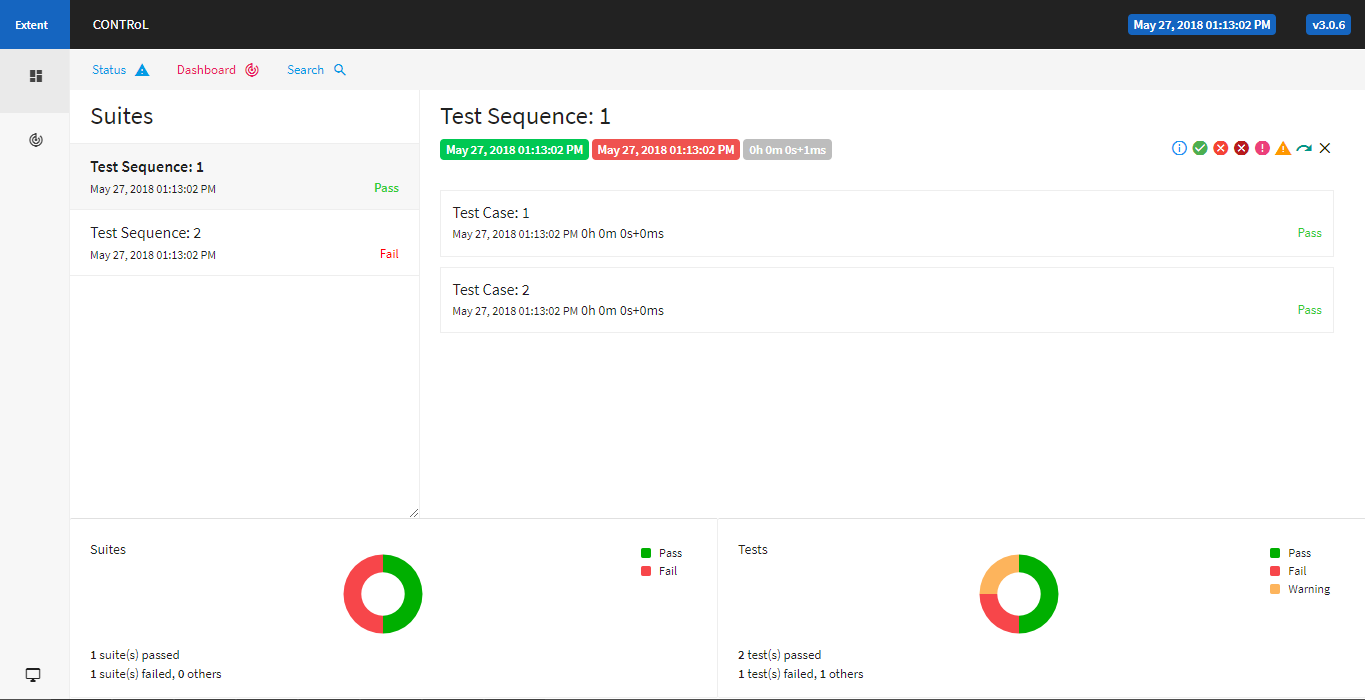 Extent
CONTRoL
May 27, 2018 01:13:02 PM
v3.0.6
Status
Dashboard
Search
Suites
Test Sequence: 1
May 27, 2018 01:13:02 PM
Pass
Test Sequence: 2
May 27, 2018 01:13:02 PM
Fail
Test Sequence: 1
May 27, 2018 01:13:02 PM May 27, 2018 01:13:02 PM 0h 0m 0s+1ms
Test Case: 1
May 27, 2018 01:13:02 PM 0h 0m 0s+0ms
Pass
Test Case: 2
May 27, 2018 01:13:02 PM 0h 0m 0s+0ms
Pass
Suites
Pass
Fail
1 suite(s) passed
1 suite(s) failed, 0 others
Tests
Pass
Fail
Warning
2 test(s) passed
1 test(s) failed, 1 others